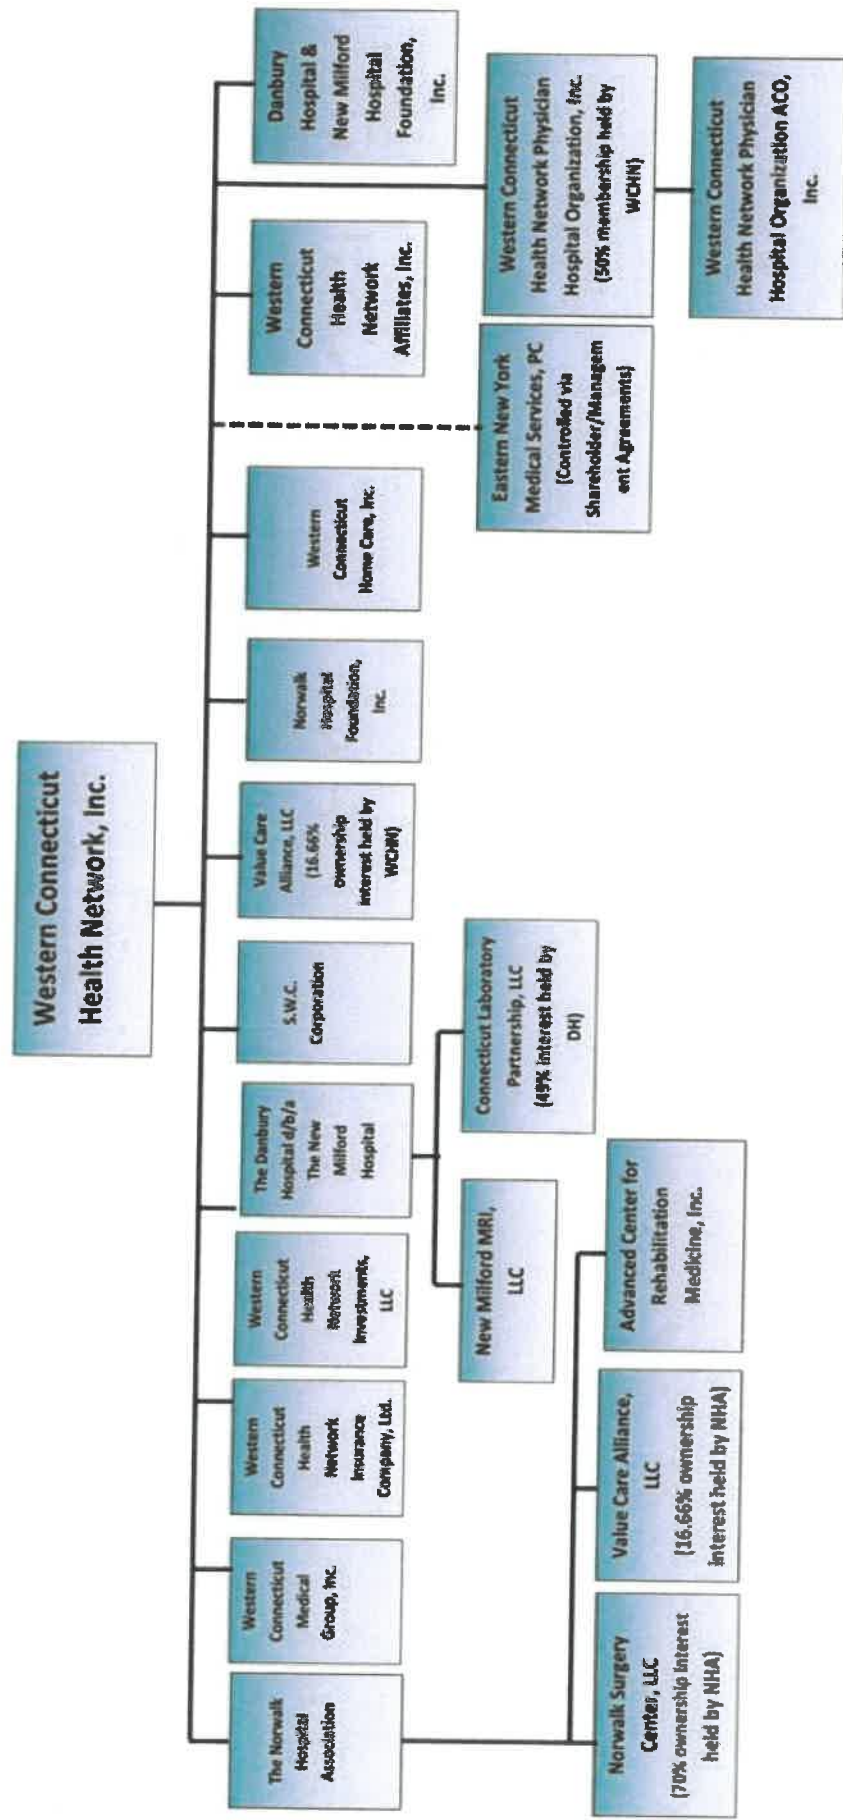 Western Connecticut
Health Network, Inc.
The Norwalk
Hospital
Association
Western
Connecticut
Medical
Group, Inc.
Western
Connecticut
Health
Network
Insurance
Company, Ltd.
Western
Connecticut
Health
Network
Investments,
LLC
The Danbury
Hospital d/b/a
The New
Milford
Hospital
S.W.C.
Corporation
Value Care
Alliance, LLC
(16.66%
ownership
interest held by
WCHN)
Norwalk
Hospital
Foundation,
Inc.
Western
Connecticut
Home Care, Inc.
Western
Connecticut
Health
Network
Affiliates, Inc.
Danbury
Hospital &
New Milford
Hospital
Foundation,
Inc.
New Milford MRI,
LLC
Connecticut Laboratory
Partnership, LLC
(49% interest held by
DH)
Eastern New York
Medical Services, PC
(Controlled via
Shareholder/Managem
ent Agreements)
Western Connecticut
Health Network Physician
Hospital Organization, Inc.
(50% membership held by
WCHN)
Norwalk Surgery
Center, LLC
(70% ownership interest
held by NHA)
Value Care Alliance,
LLC
(16.66% ownership
interest held by NHA)
Advanced Center for
Rehabilitation
Medicine, Inc.
Western Connecticut
Health Network Physician
Hospital Organization ACO,
Inc.